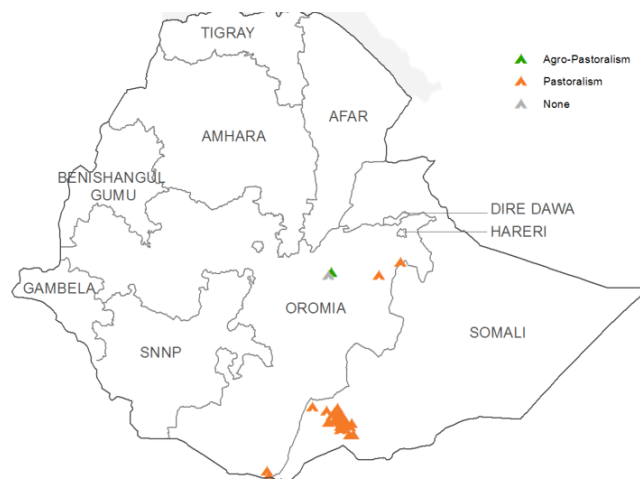 TIGRAY
Agro-Pastoralism
Pastoralism
None
AFAR
AMHARA
BENISHANGUL
GUMU
DIRE DAWA
HARERI
GAMBELA
OROMIA
SOMALI
SNNP